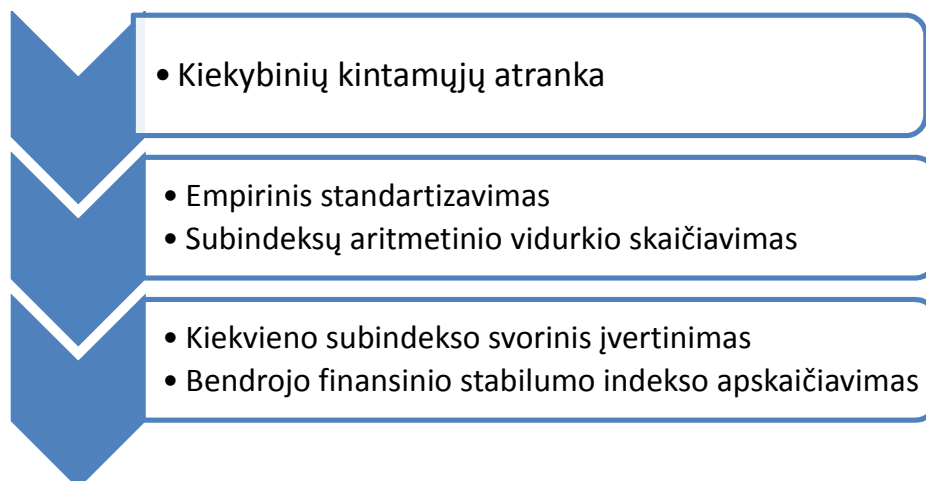 • Kiekybinių kintamųjų atranka
• Empirinis standartizavimas
• Subindeksų aritmetinio vidurkio skaičiavimas
• Kiekvieno subindekso svorinis įvertinimas
• Bendrojo finansinio stabilumo indekso apskaičiavimas